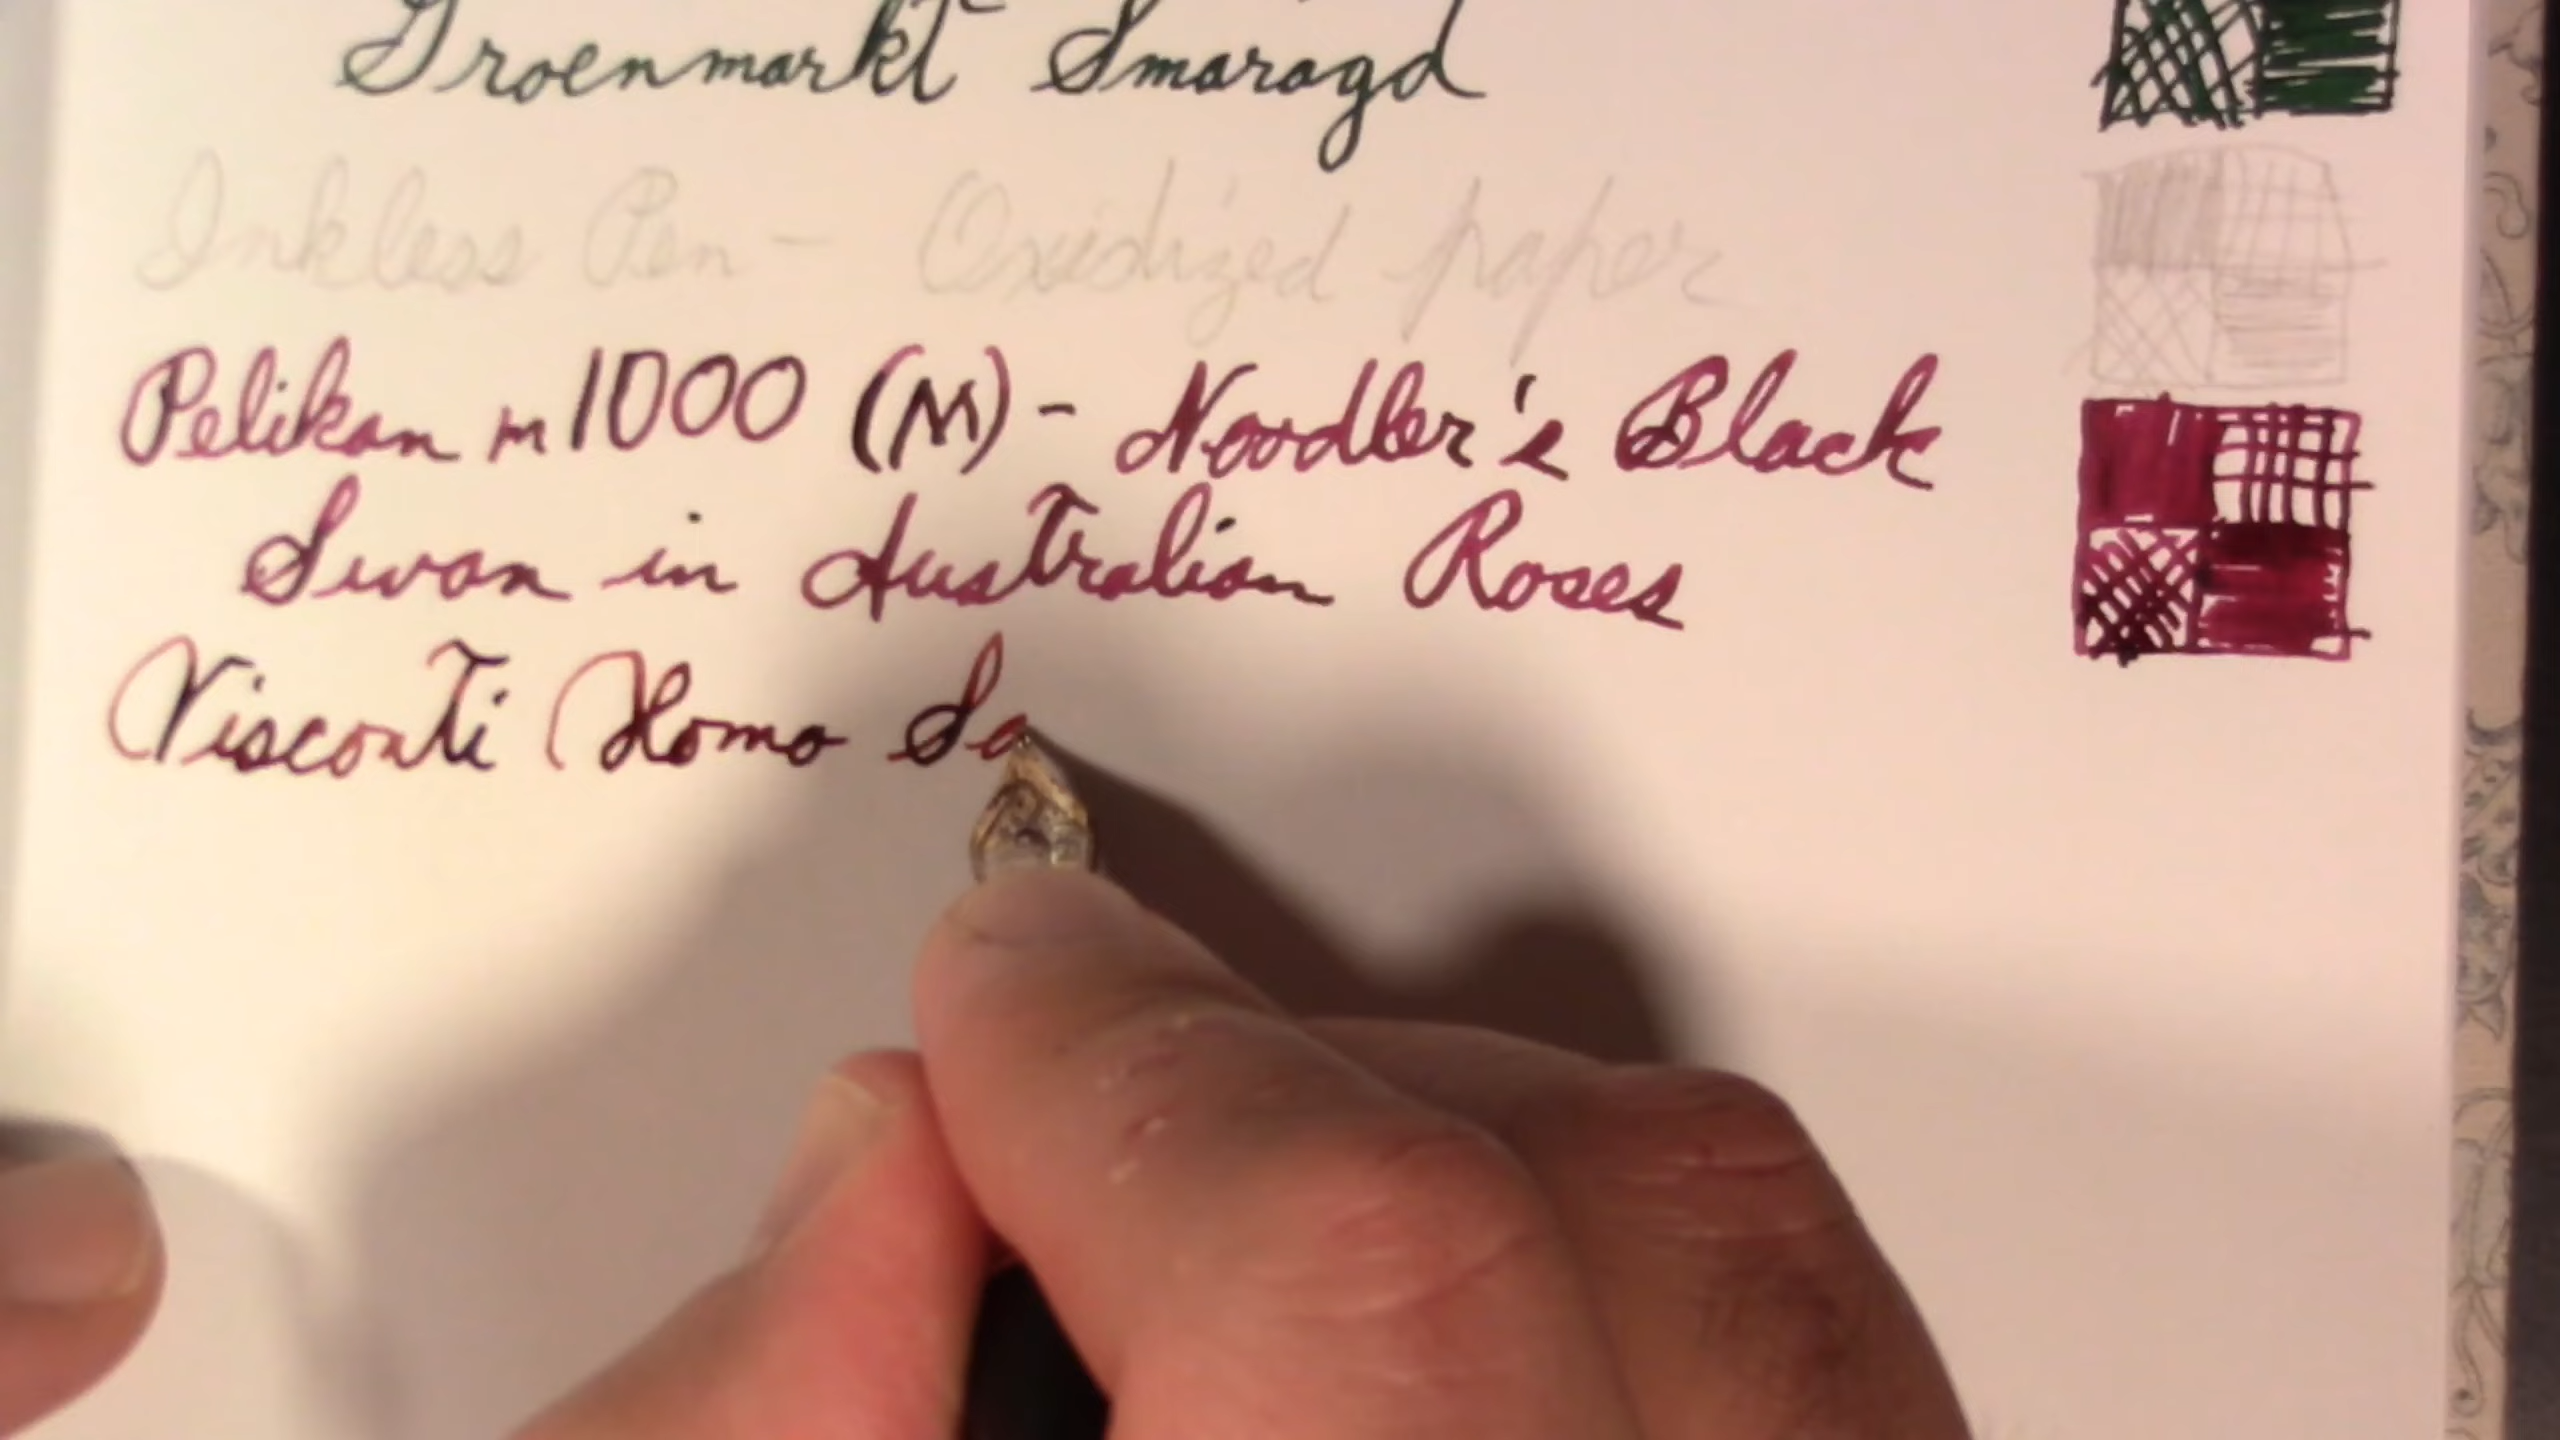 Groenmarkt Smaragd
Inkless Pen - Oxidized paper
Pelikan m1000 (M) - Noodler's Black
Swan in Australian Roses
Visconti Homo Sa